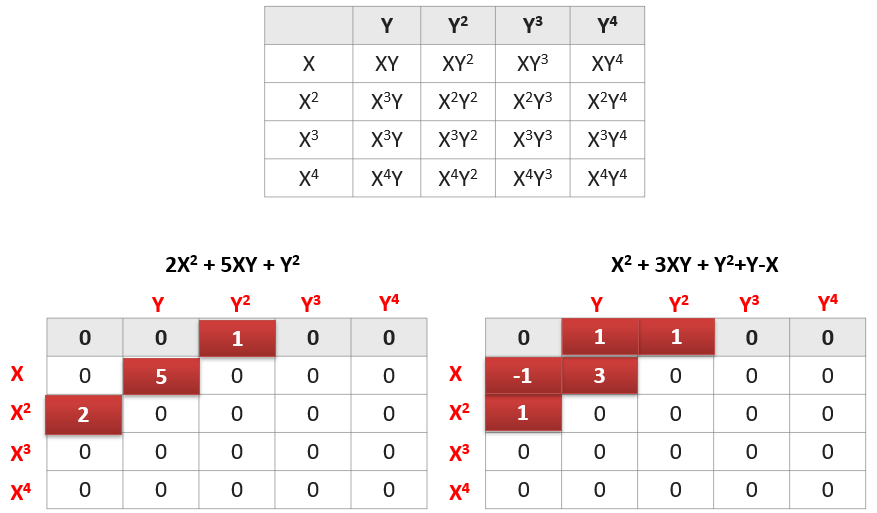 Y Y² Y³ Y⁴
X XY XY² XY³ XY⁴
X² X³Y X²Y² X²Y³ X²Y⁴
X³ X³Y X³Y² X³Y³ X³Y⁴
X⁴ X⁴Y X⁴Y² X⁴Y³ X⁴Y⁴
2X² + 5XY + Y²
Y Y² Y³ Y⁴
0 0 1 0 0
X 0 5 0 0 0
X² 2 0 0 0 0
X³ 0 0 0 0 0
X⁴ 0 0 0 0 0
X² + 3XY + Y²+Y-X
Y Y² Y³ Y⁴
0 1 1 0 0
X -1 3 0 0 0
X² 1 0 0 0 0
X³ 0 0 0 0 0
X⁴ 0 0 0 0 0